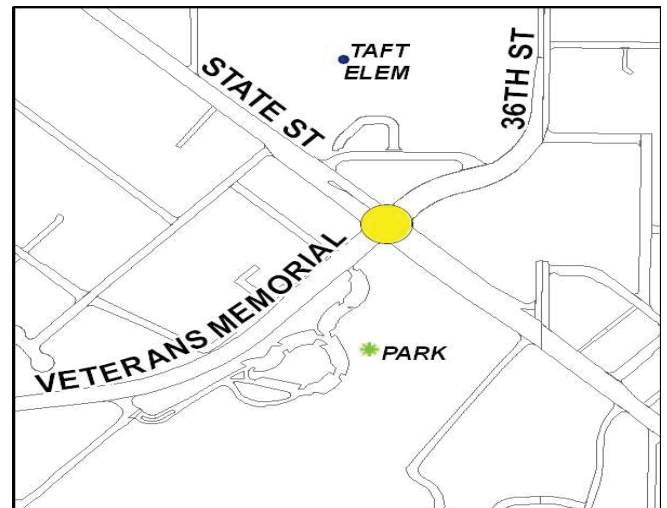 TAFT
ELEM
STATE ST
36TH ST
VETERANS MEMORIAL
PARK